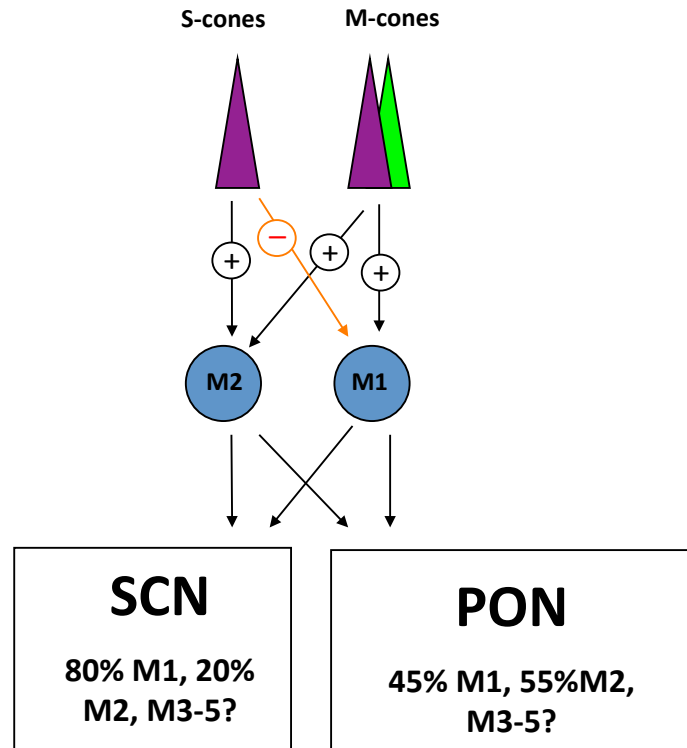 S-cones M-cones
−
+
+
+
M2 M1
SCN
80% M1, 20%
M2, M3-5?
PON
45% M1, 55%M2,
M3-5?